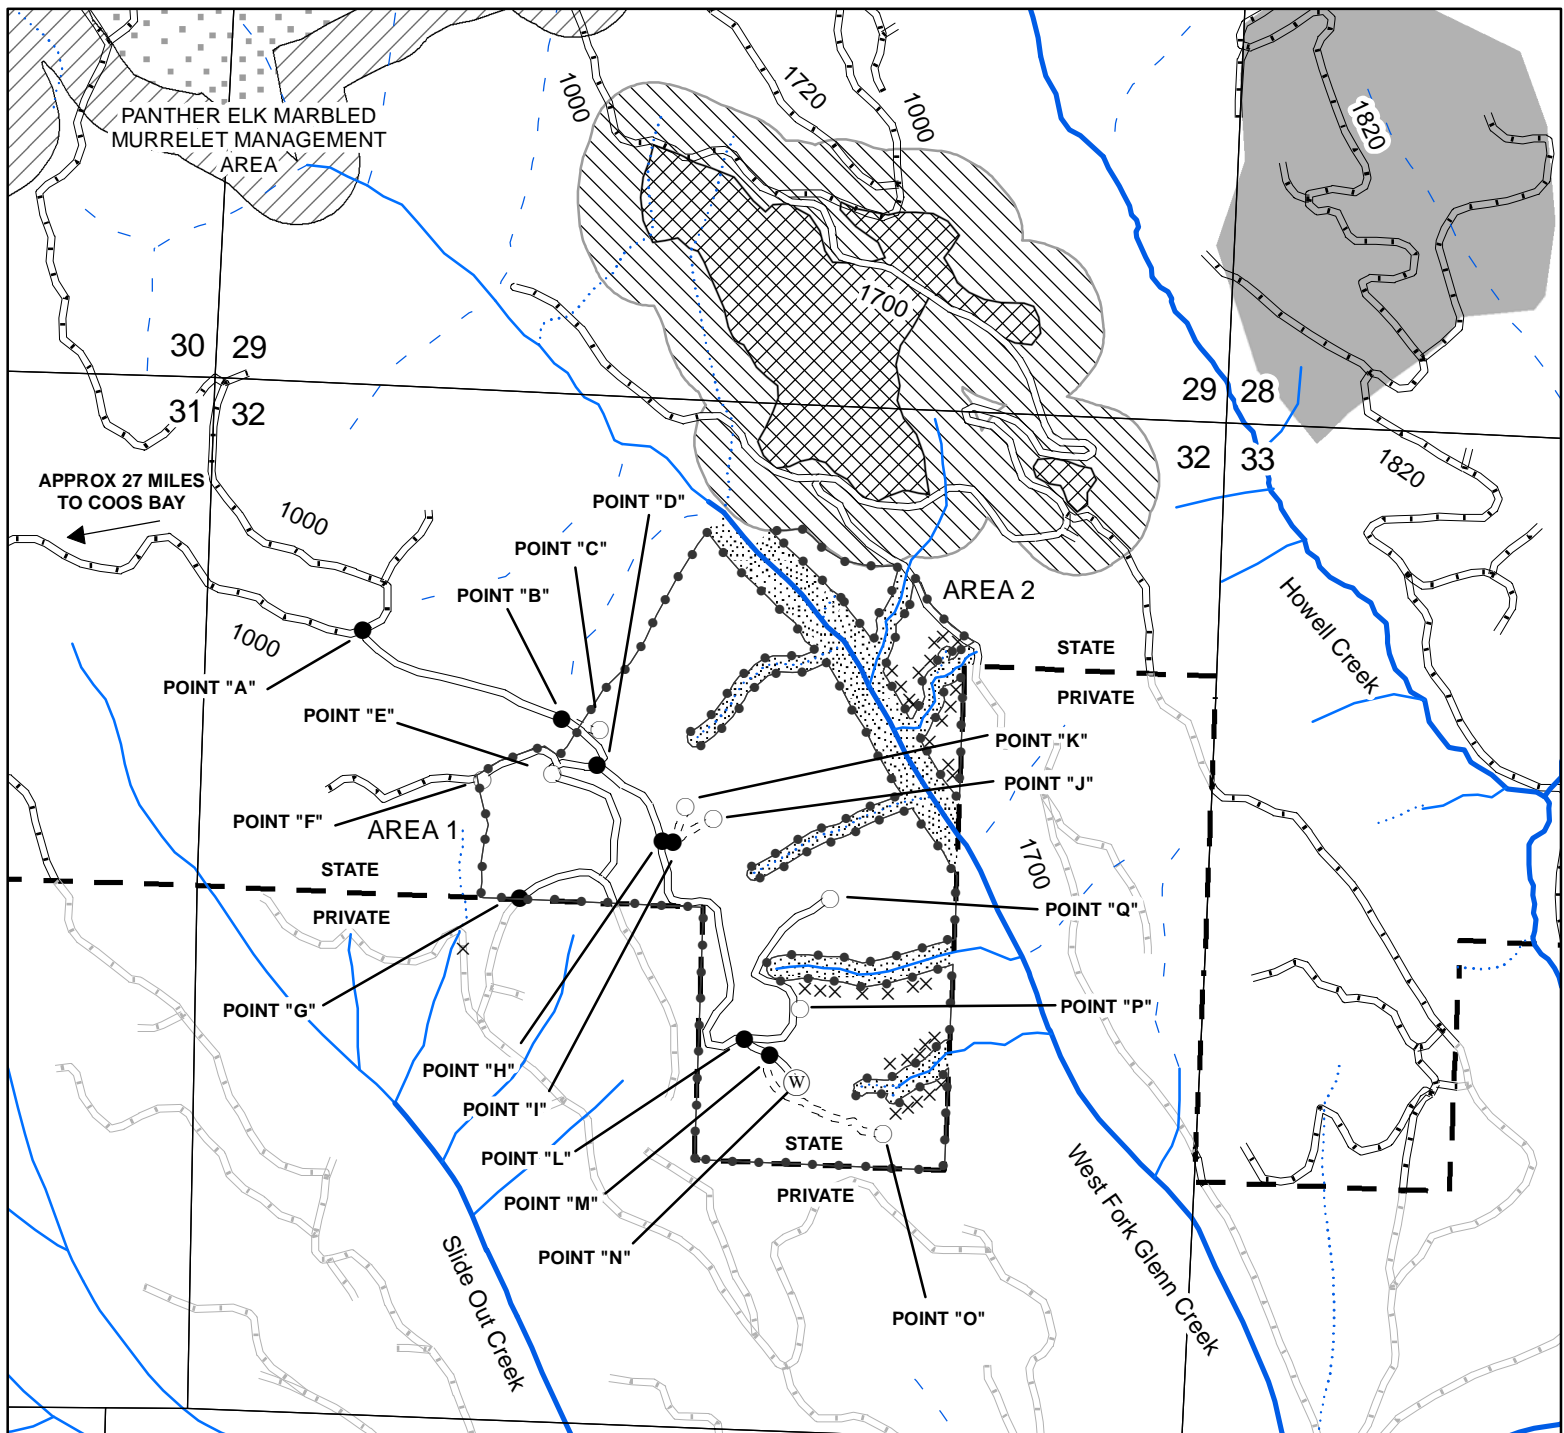 1720
1000
1000
1820
PANTHER ELK MARBLED
MURRELET MANAGEMENT
AREA
1700
30
29
31
32
29
28
32
33
1820
APPROX 27 MILES
TO COOS BAY
1000
POINT "D"
POINT "C"
POINT "B"
AREA 2
Howell Creek
1000
STATE
POINT "A"
PRIVATE
POINT "E"
POINT "K"
POINT "J"
POINT "F"
AREA 1
STATE
1700
PRIVATE
POINT "Q"
POINT "G"
POINT "P"
POINT "H"
W
POINT "I"
STATE
POINT "L"
PRIVATE
POINT "M"
West Fork Glenn Creek
POINT "N"
Slide Out Creek
POINT "O"